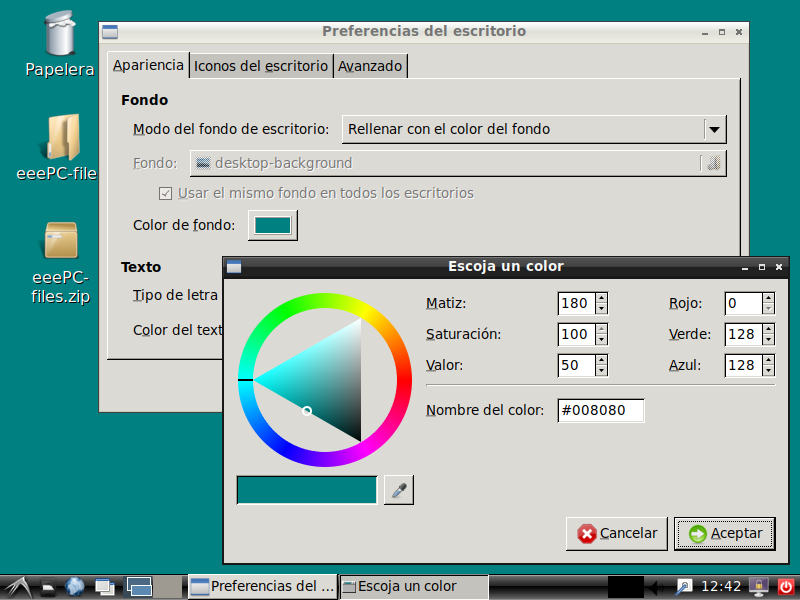 Papelera
eeePC-file
eeePC-
files.zip
Preferencias del escritorio
Apariencia
Iconos del escritorio
Avanzado
Fondo
Modo del fondo de escritorio:
Rellenar con el color del fondo
Fondo:
desktop-background
Usar el mismo fondo en todos los escritorios
Color de fondo:
Texto
Tipo de letra
Color del text
Escoja un color
Matiz:
180
Rojo:
0
Saturación:
100
Verde:
128
Valor:
50
Azul:
128
Nombre del color:
#008080
Cancelar
Aceptar
Preferencias del ...
Escoja un color
12:42